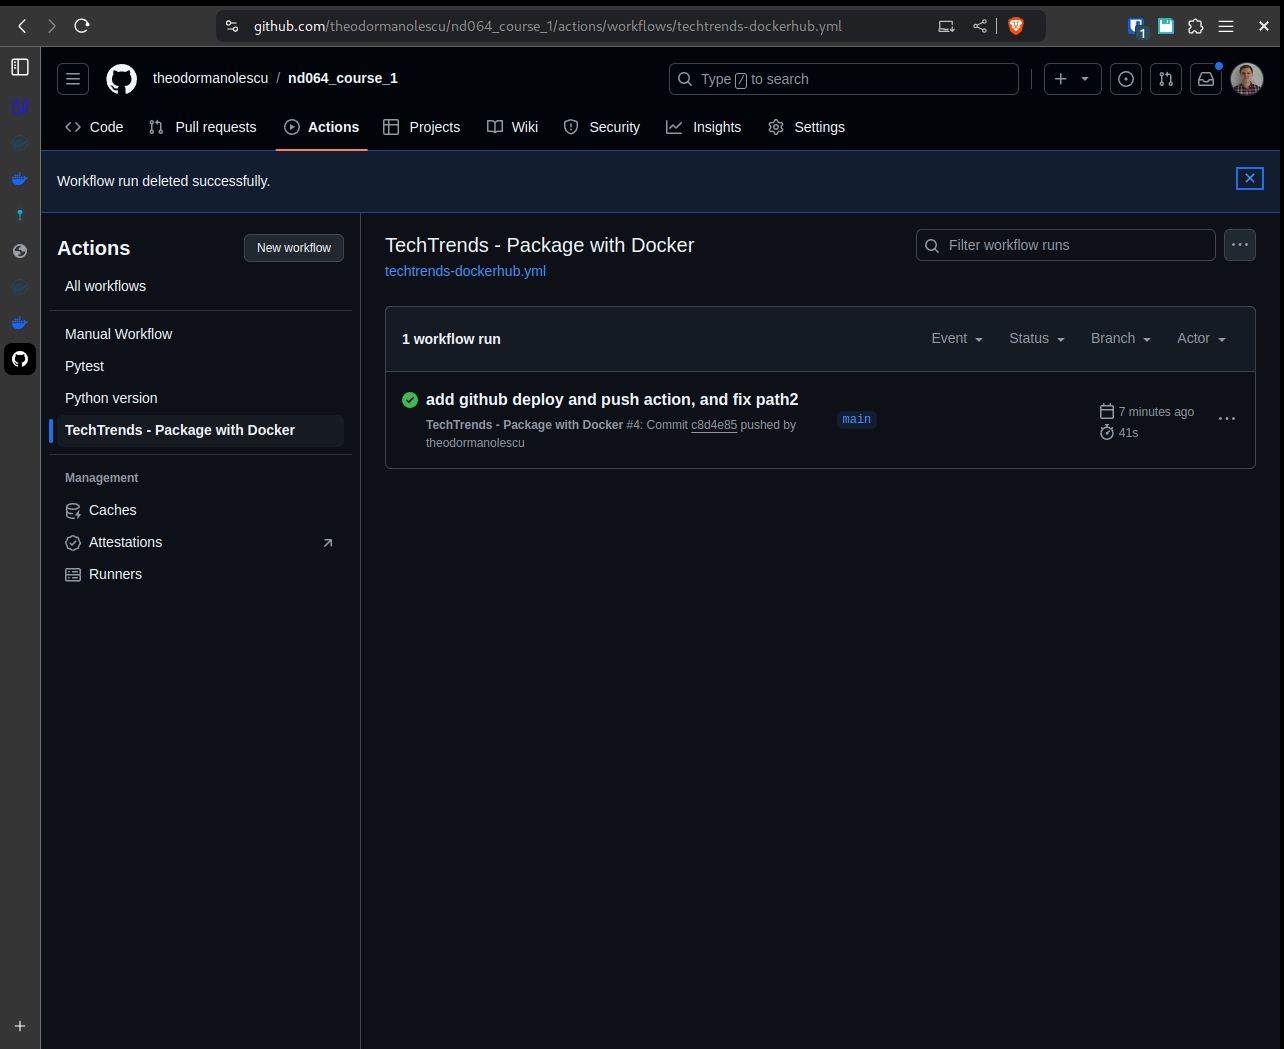 github.com/theodormanolescu/nd064_course_1/actions/workflows/techtrends-dockerhub.yml
1
theodormanolescu / nd064_course_1
Type / to search
Code
Pull requests
Actions
Projects
Wiki
Security
Insights
Settings
Workflow run deleted successfully.
Actions
New workflow
All workflows
Manual Workflow
Pytest
Python version
TechTrends - Package with Docker
Management
Caches
Attestations
Runners
TechTrends - Package with Docker
techtrends-dockerhub.yml
Filter workflow runs
1 workflow run
Event
Status
Branch
Actor
add github deploy and push action, and fix path2
TechTrends - Package with Docker #4: Commit c8d4e85 pushed by
theodormanolescu
main
7 minutes ago
41s